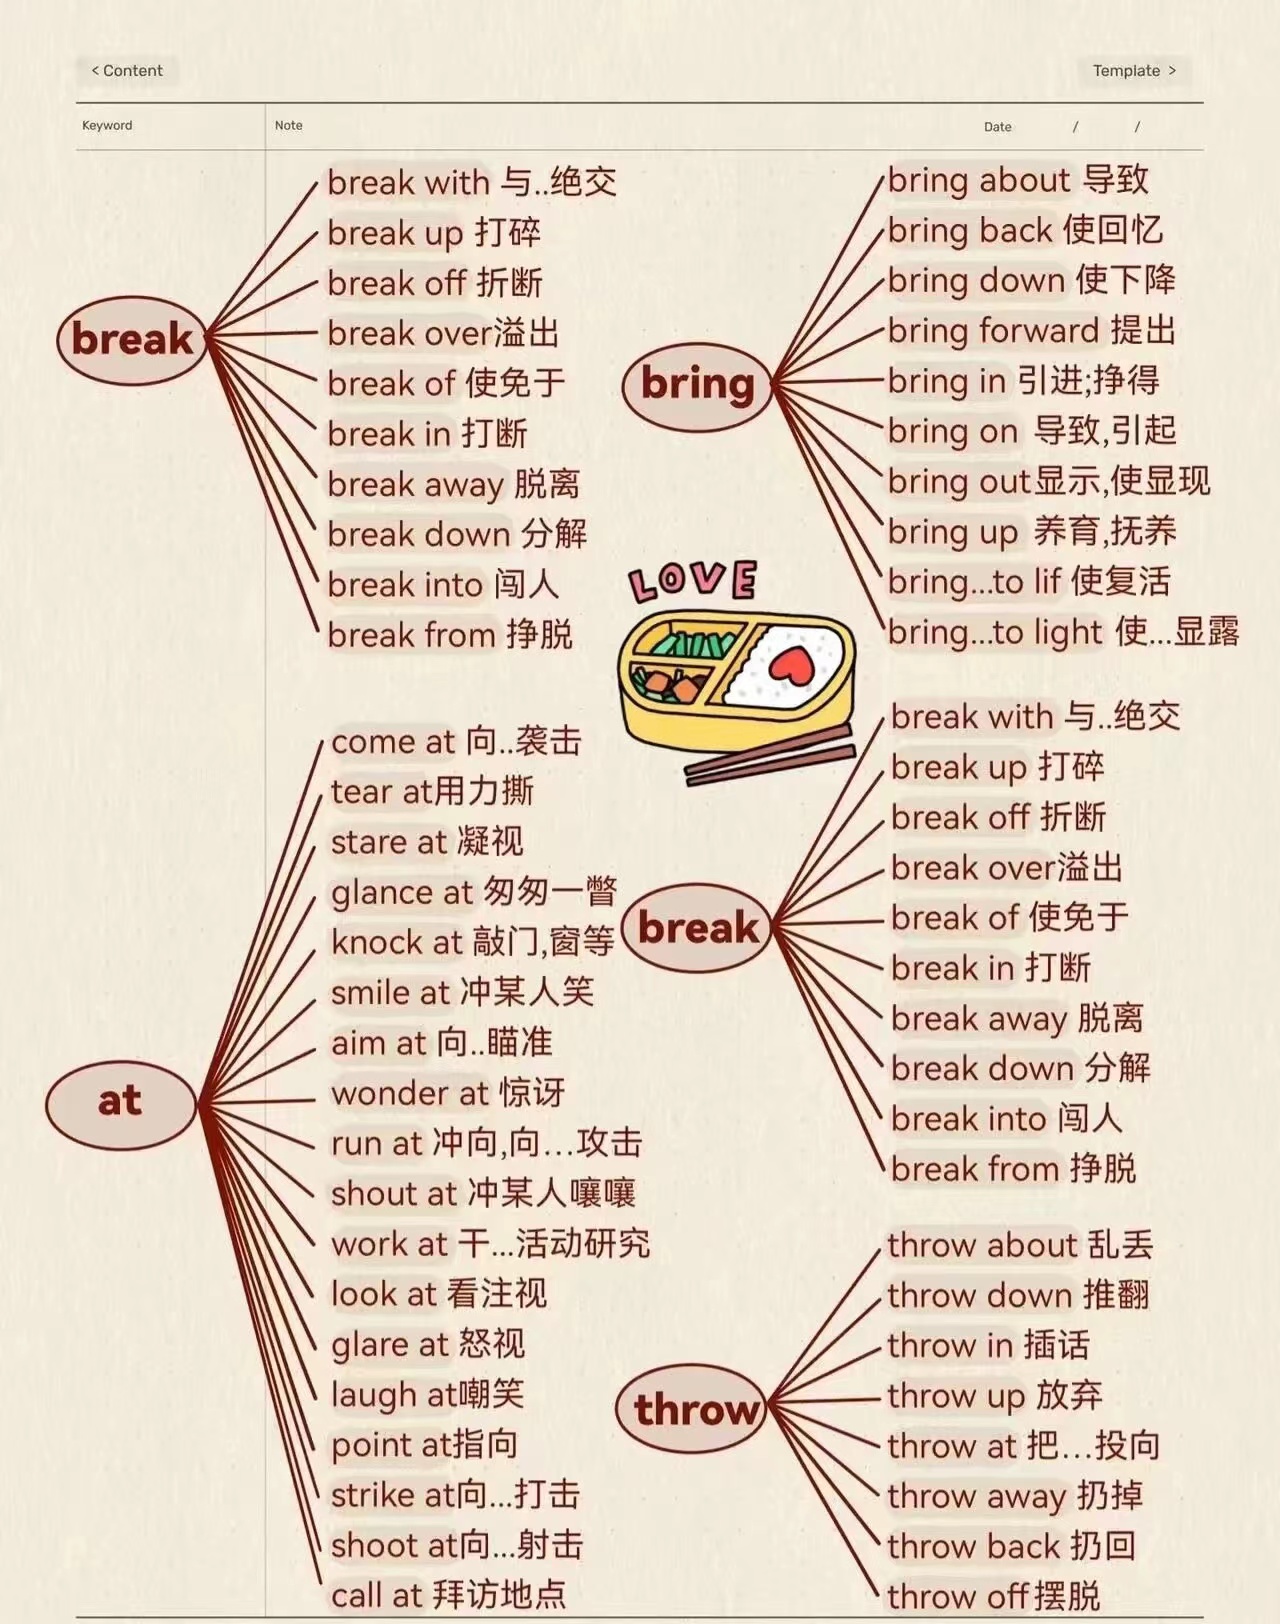 < Content
Template >
Keyword
Note
Date / /
break
break with 与..绝交
break up 打碎
break off 折断
break over溢出
break of 使免于
break in 打断
break away 脱离
break down 分解
break into 闯人
break from 挣脱
bring
bring about 导致
bring back 使回忆
bring down 使下降
bring forward 提出
bring in 引进;挣得
bring on 导致,引起
bring out显示,使显现
bring up 养育,抚养
bring...to lif 使复活
bring...to light 使...显露
LOVE
at
come at 向..袭击
tear at用力撕
stare at 凝视
glance at 匆匆一瞥
knock at 敲门,窗等
smile at 冲某人笑
aim at 向..瞄准
wonder at 惊讶
run at 冲向,向...攻击
shout at 冲某人嚷嚷
work at 干...活动研究
look at 看注视
glare at 怒视
laugh at嘲笑
point at指向
strike at向...打击
shoot at向...射击
call at 拜访地点
break
break with 与..绝交
break up 打碎
break off 折断
break over溢出
break of 使免于
break in 打断
break away 脱离
break down 分解
break into 闯人
break from 挣脱
throw
throw about 乱丢
throw down 推翻
throw in 插话
throw up 放弃
throw at 把...投向
throw away 扔掉
throw back 扔回
throw off摆脱